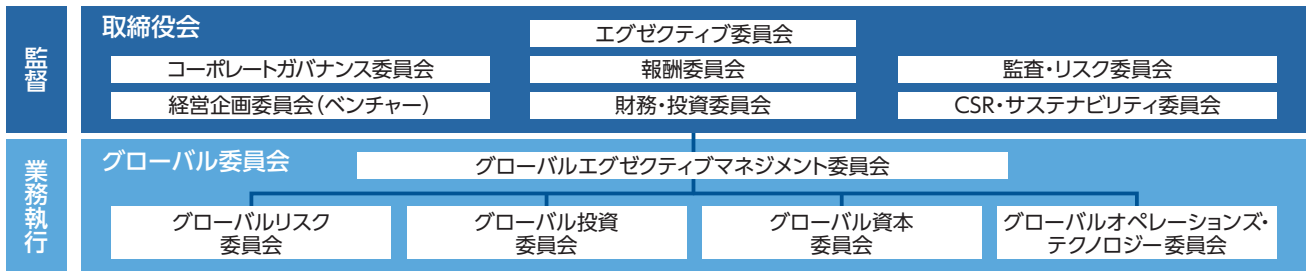 監督
取締役会
エグゼクティブ委員会
コーポレートガバナンス委員会
報酬委員会
監査・リスク委員会
経営企画委員会（ベンチャー）
財務・投資委員会
CSR・サステナビリティ委員会
業務執行
グローバル委員会
グローバルエグゼクティブマネジメント委員会
グローバルリスク
委員会
グローバル投資
委員会
グローバル資本
委員会
グローバルオペレーションズ・
テクノロジー委員会